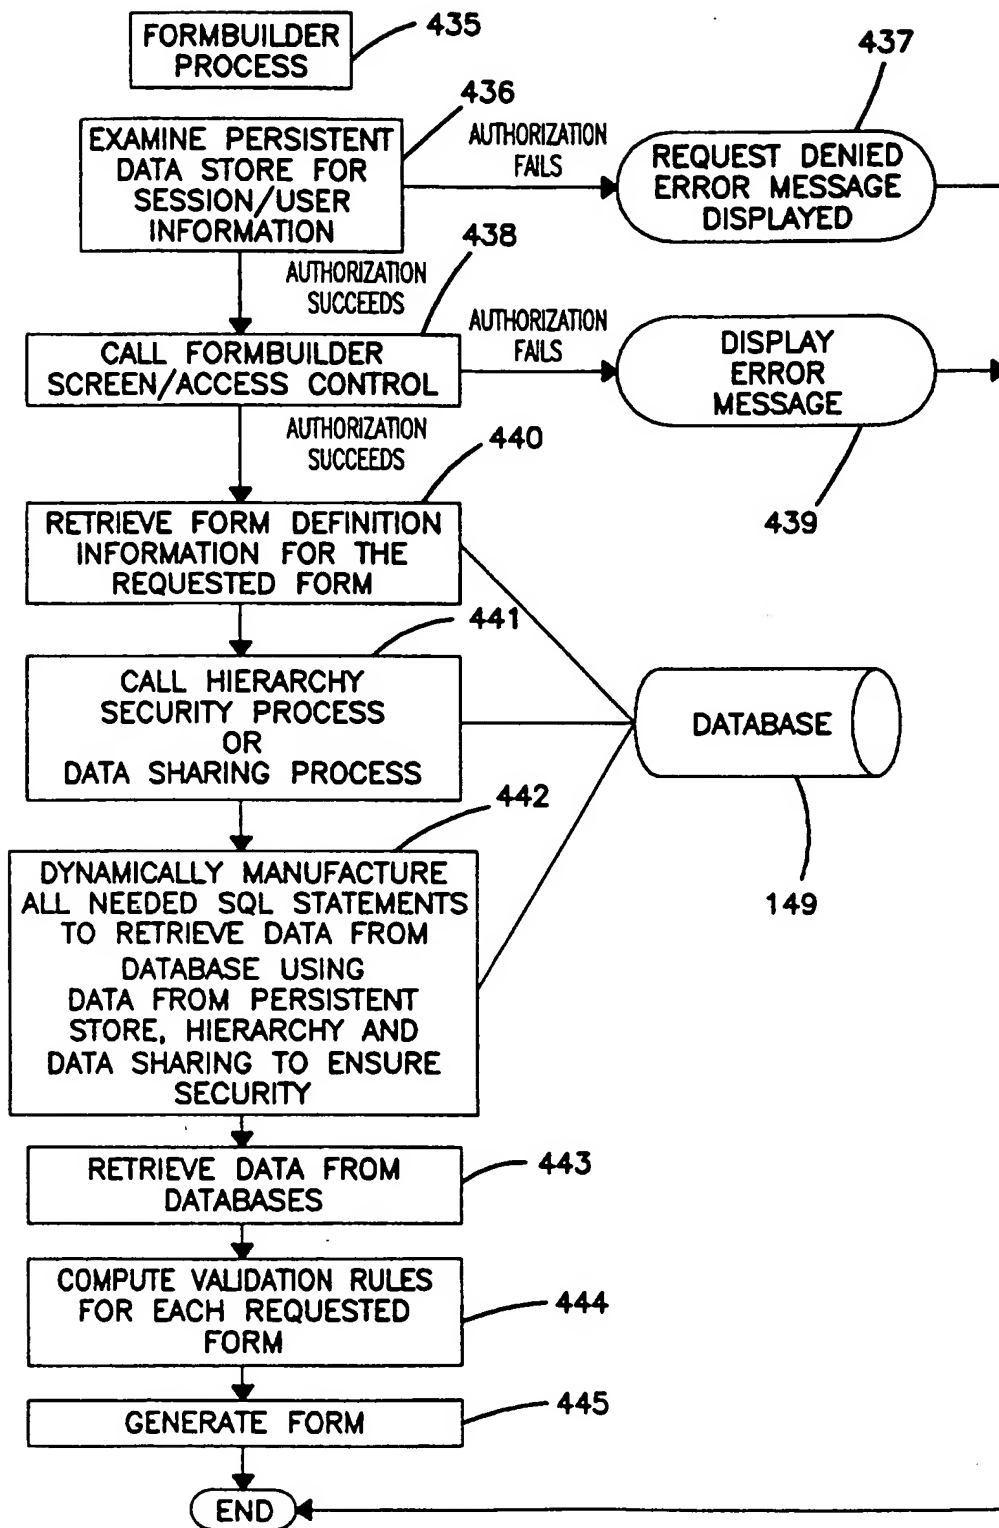 FORMBUILDER
PROCESS
435
436
437
EXAMINE PERSISTENT
DATA STORE FOR
SESSION/USER
INFORMATION
AUTHORIZATION
FAILS
REQUEST DENIED
ERROR MESSAGE
DISPLAYED
AUTHORIZATION
SUCCEEDS
438
CALL FORMBUILDER
SCREEN/ACCESS CONTROL
AUTHORIZATION
FAILS
DISPLAY
ERROR
MESSAGE
439
AUTHORIZATION
SUCCEEDS
440
RETRIEVE FORM DEFINITION
INFORMATION FOR THE
REQUESTED FORM
441
CALL HIERARCHY
SECURITY PROCESS
OR
DATA SHARING PROCESS
DATABASE
149
442
DYNAMICALLY MANUFACTURE
ALL NEEDED SQL STATEMENTS
TO RETRIEVE DATA FROM
DATABASE USING
DATA FROM PERSISTENT
STORE, HIERARCHY AND
DATA SHARING TO ENSURE
SECURITY
RETRIEVE DATA FROM
DATABASES
443
COMPUTE VALIDATION RULES
FOR EACH REQUESTED
FORM
444
GENERATE FORM
445
END